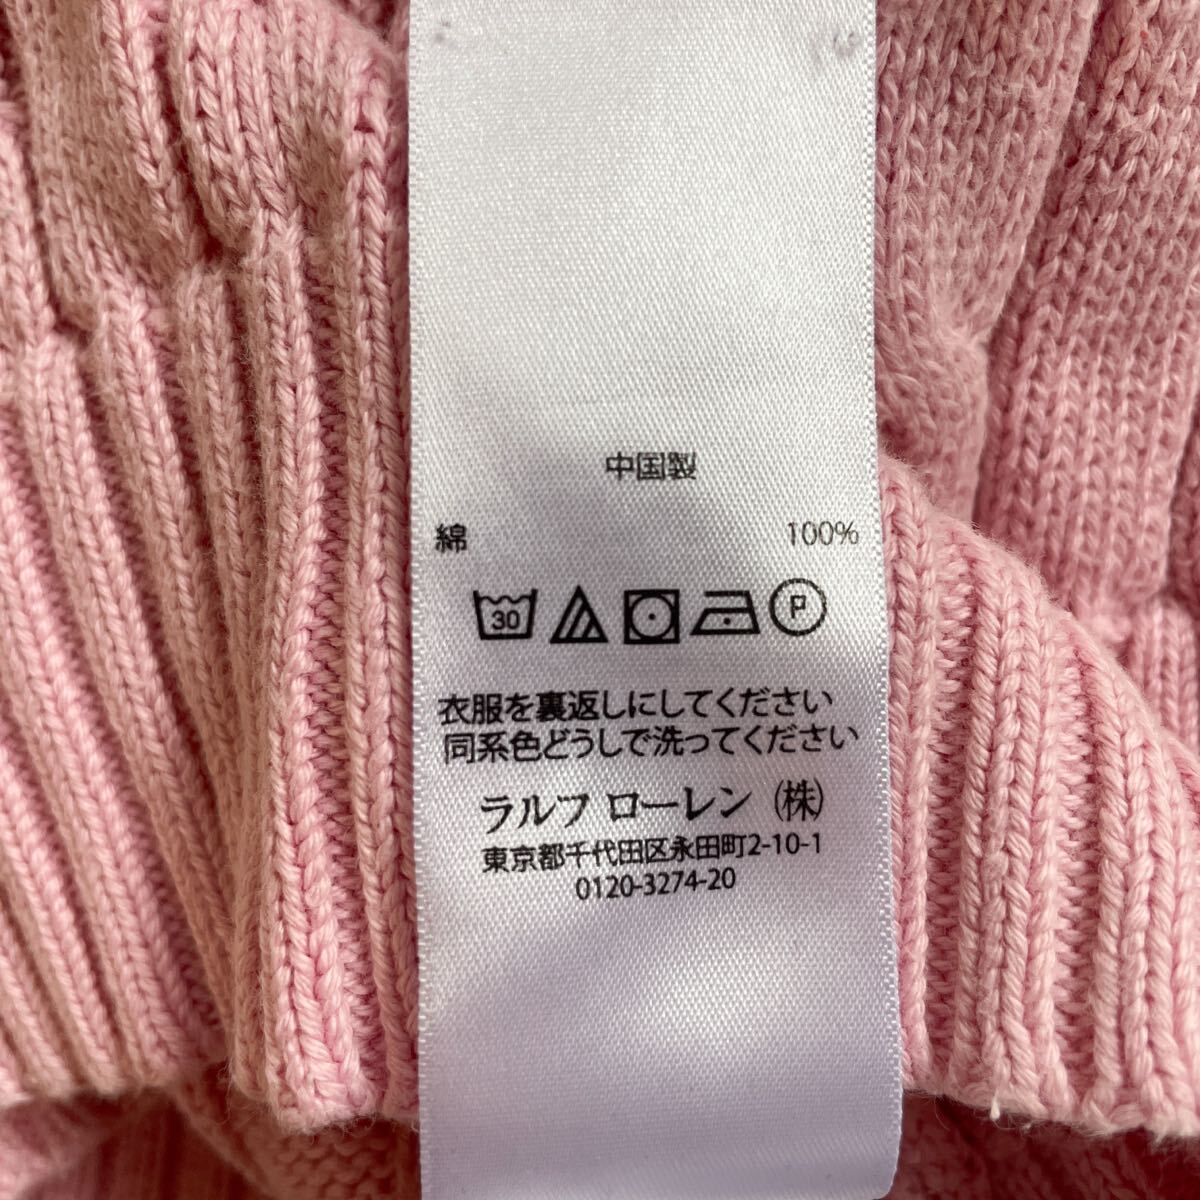 中国製
綿 100%
30 P
衣服を裏返しにしてください
同系色どうしで洗ってください
ラルフ ローレン（株）
東京都千代田区永田町2-10-1
0120-3274-20